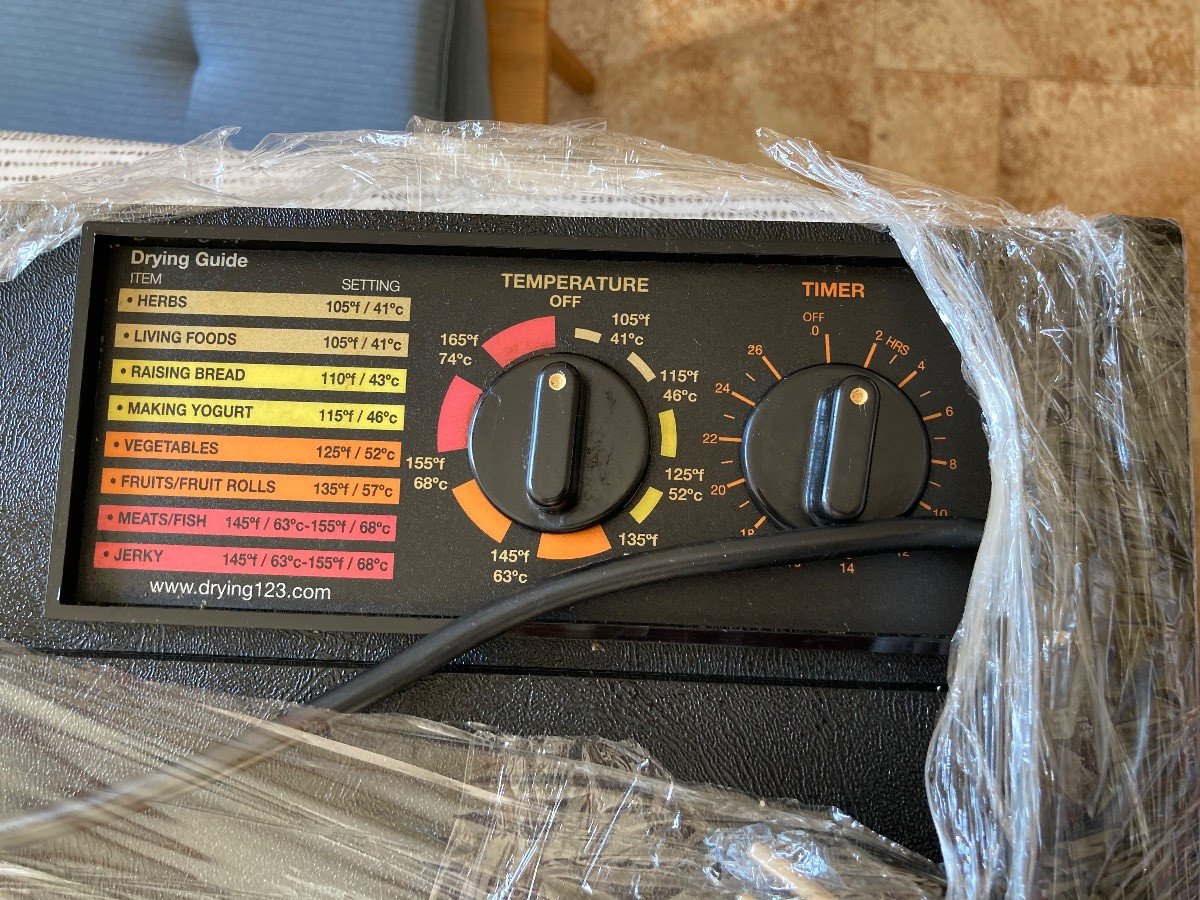 Drying Guide
ITEM SETTING
• HERBS 105ºf / 41ºc
• LIVING FOODS 105ºf / 41ºc
• RAISING BREAD 110ºf / 43ºc
• MAKING YOGURT 115ºf / 46ºc
• VEGETABLES 125ºf / 52ºc
• FRUITS/FRUIT ROLLS 135ºf / 57ºc
• MEATS/FISH 145ºf / 63ºc-155ºf / 68ºc
• JERKY 145ºf / 63ºc-155ºf / 68ºc
www.drying123.com
TEMPERATURE
OFF
105ºf
41ºc
115ºf
46ºc
125ºf
52ºc
135ºf
145ºf
63ºc
155ºf
68ºc
165ºf
74ºc
TIMER
OFF
0
2 HRS
4
6
8
10
12
14
18
20
22
24
26